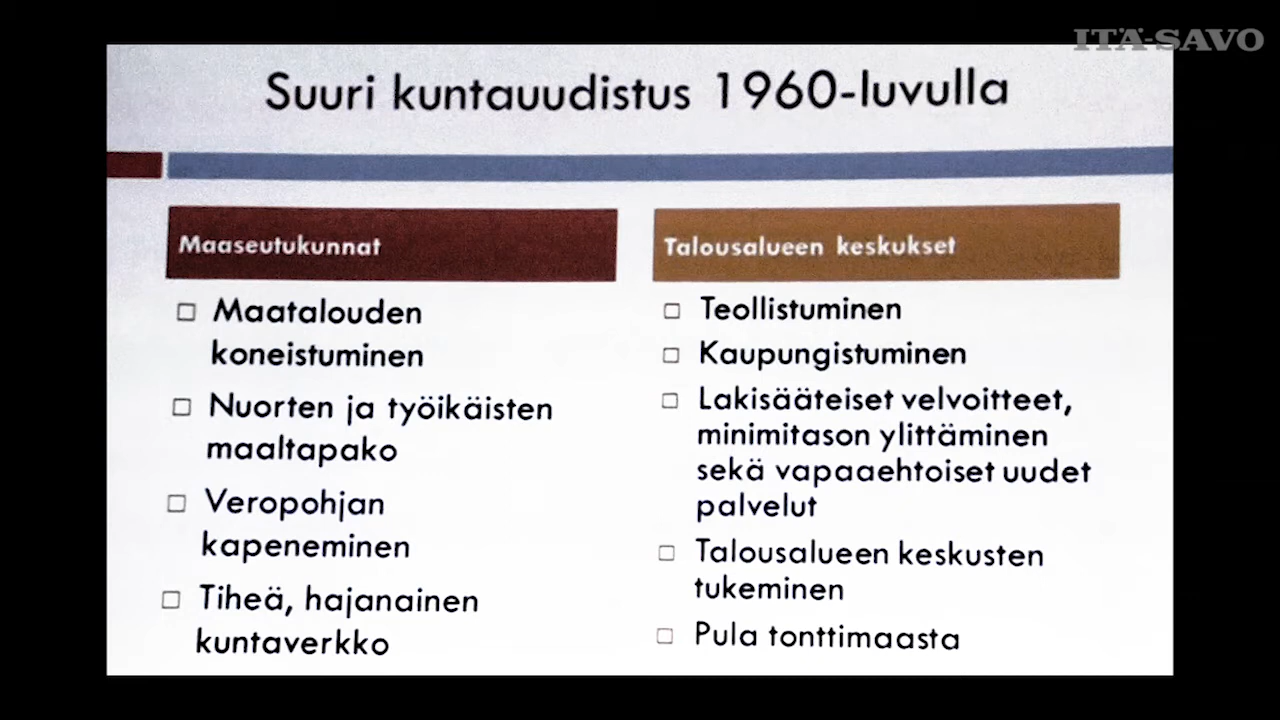 ITÄ-SAVO
Suuri kuntauudistus 1960-luvulla
Maaseutukunnat
Maatalouden
koneistuminen
Nuorten ja työikäisten
maaltapako
Veropohjan
kapeneminen
Tiheä, hajanainen
kuntaverkko
Talousalueen keskukset
Teollistuminen
Kaupungistuminen
Lakisääteiset velvoitteet,
minimitason ylittäminen
sekä vapaaehtoiset uudet
palvelut
Talousalueen keskusten
tukeminen
Pula tonttimaasta